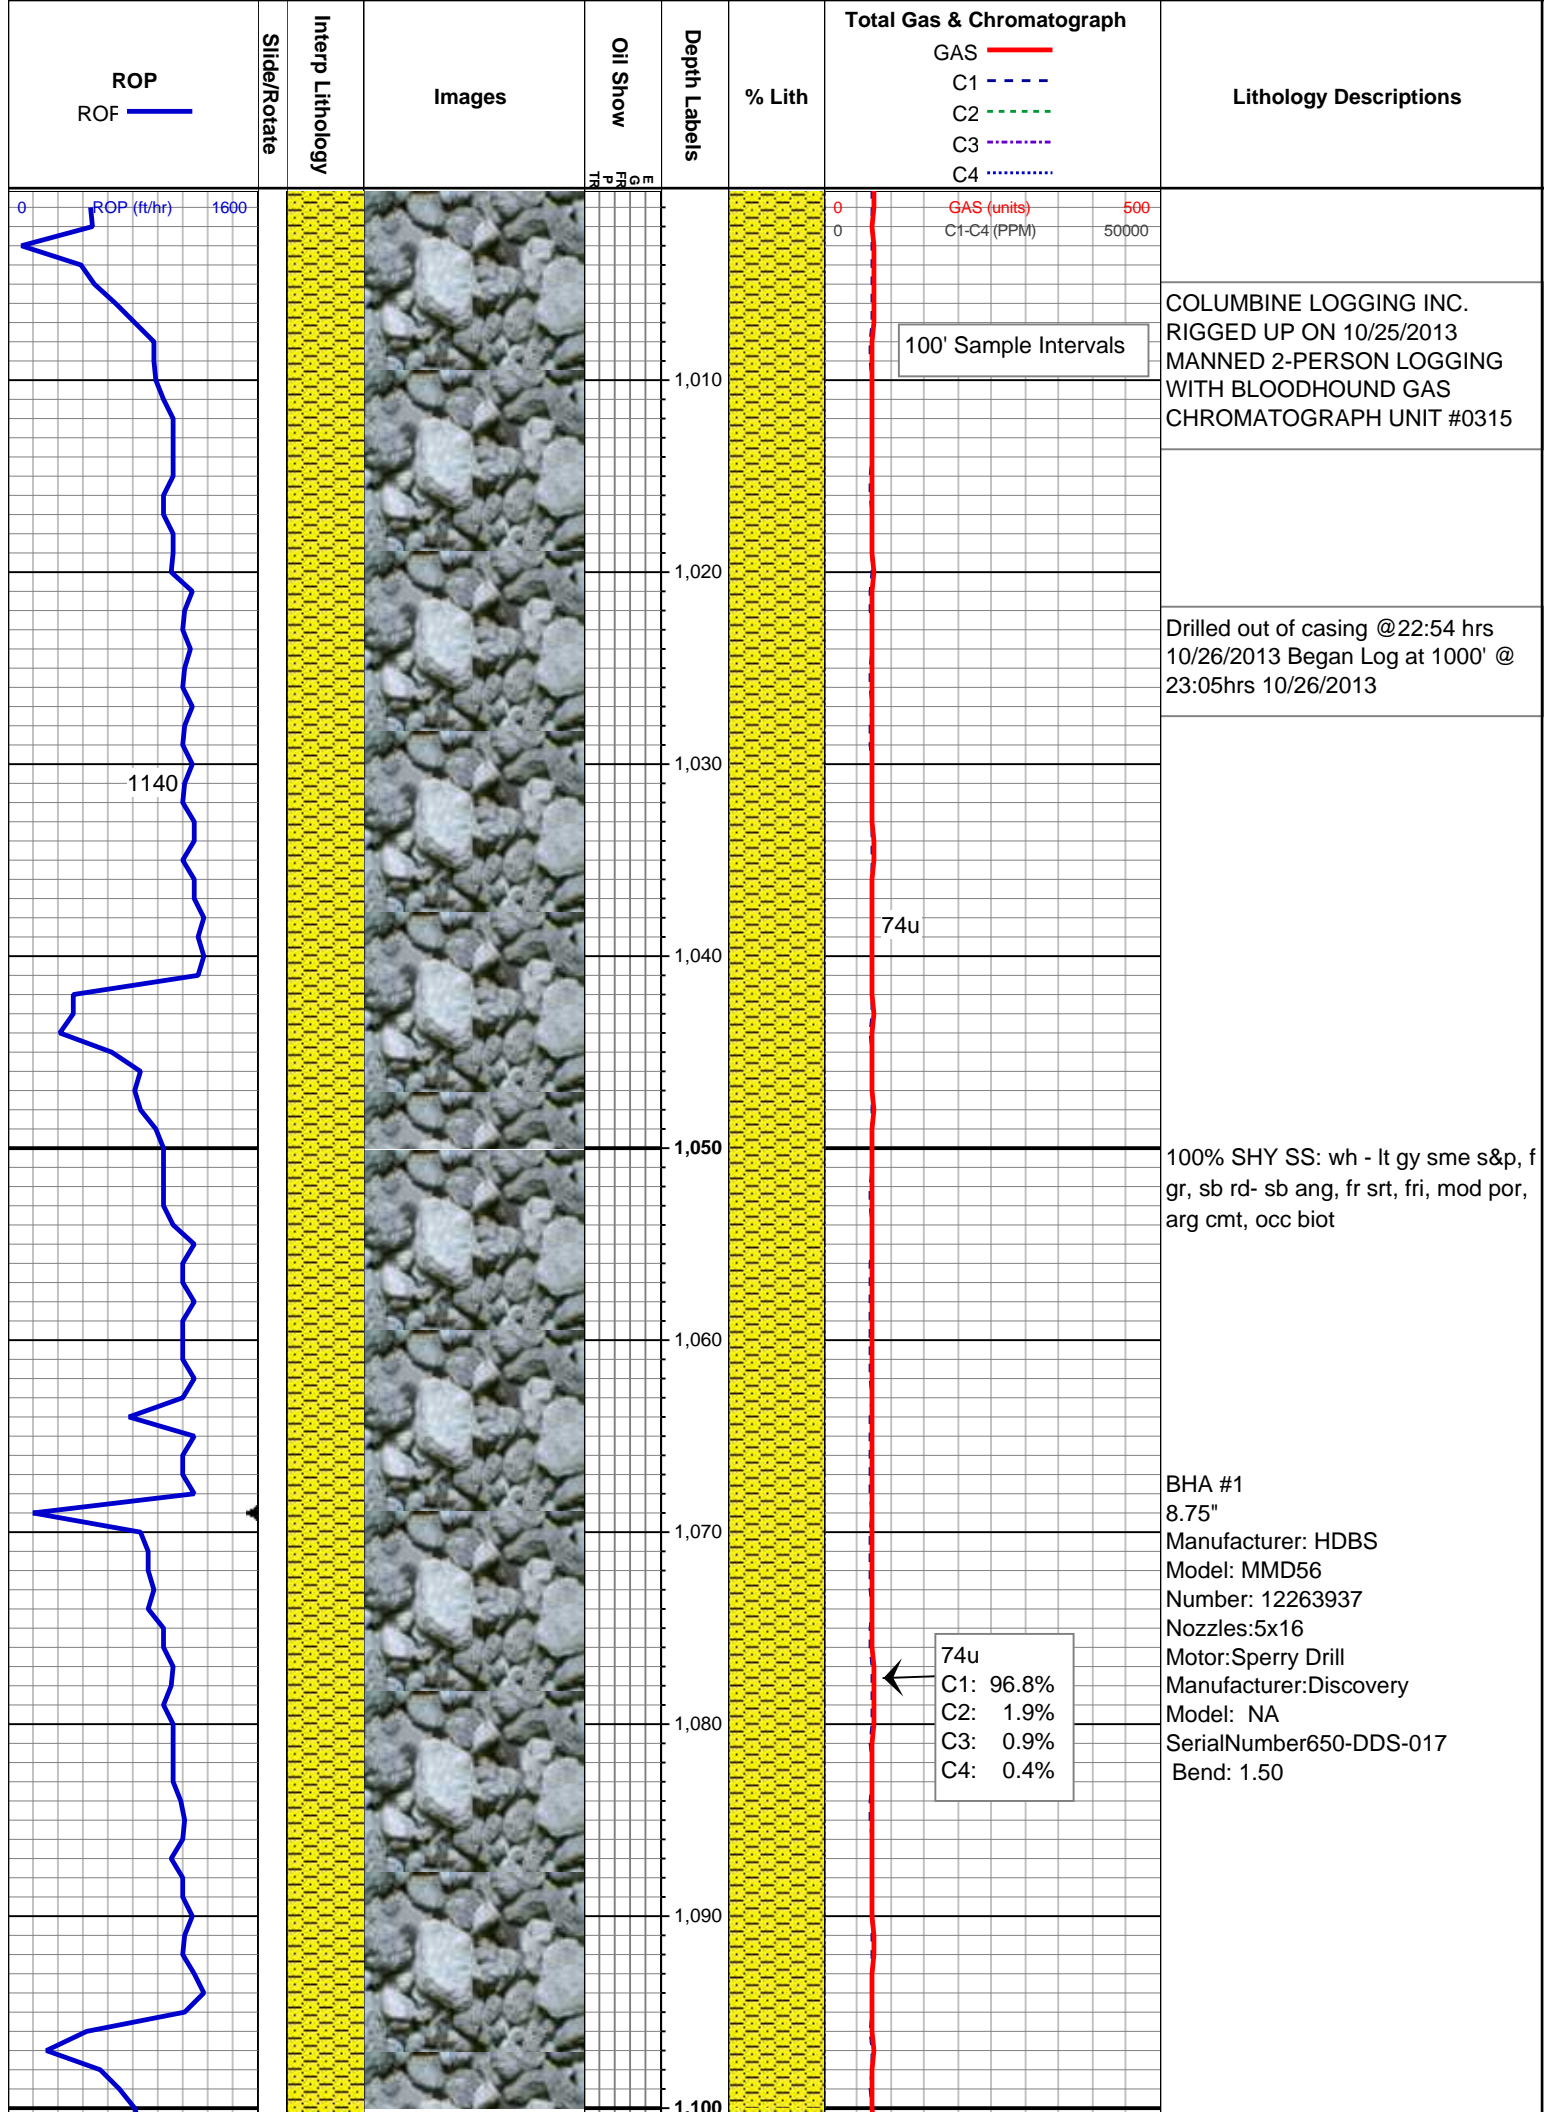 ROP
ROP
Slide/Rotate
Interp Lithology
Images
Oil Show
TR P FR G E
Depth Labels
% Lith
Total Gas & Chromatograph
GAS
C1
C2
C3
C4
Lithology Descriptions
0 ROP (ft/hr) 1600
0 GAS (units) 500
0 C1-C4 (PPM) 50000
COLUMBINE LOGGING INC.
RIGGED UP ON 10/25/2013
MANNED 2-PERSON LOGGING
WITH BLOODHOUND GAS
CHROMATOGRAPH UNIT #0315
100' Sample Intervals
1,010
1,020
Drilled out of casing @22:54 hrs
10/26/2013 Began Log at 1000' @
23:05hrs 10/26/2013
1,030
1140
74u
1,040
1,050
100% SHY SS: wh - lt gy sme s&p, f
gr, sb rd- sb ang, fr srt, fri, mod por,
arg cmt, occ biot
1,060
1,070
BHA #1
8.75"
Manufacturer: HDBS
Model: MMD56
Number: 12263937
Nozzles:5x16
Motor:Sperry Drill
Manufacturer:Discovery
Model: NA
SerialNumber650-DDS-017
Bend: 1.50
74u
C1: 96.8%
C2: 1.9%
C3: 0.9%
C4: 0.4%
1,080
1,090
1,100